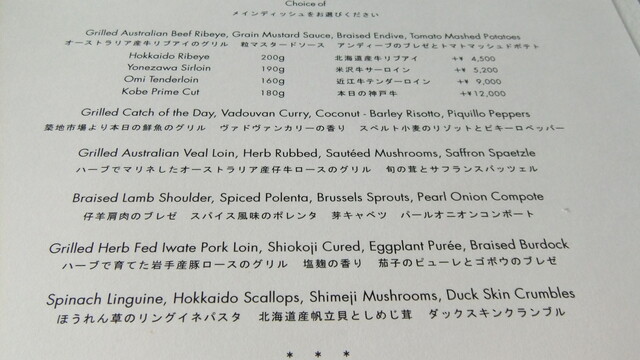 Choice of
メインディッシュをお選びください
Grilled Australian Beef Ribeye, Grain Mustard Sauce, Braised Endive, Tomato Mashed Potatoes
オーストラリア産牛リブアイのグリル 粒マスタードソース アンディーブのブレゼとトマトマッシュドポテト
Hokkaido Ribeye 200g 北海道産牛リブアイ +¥ 4,500
Yonezawa Sirloin 190g 米沢牛サーロイン +¥ 5,200
Omi Tenderloin 160g 近江牛テンダーロイン +¥ 9,000
Kobe Prime Cut 180g 本日の神戸牛 +¥12,000
Grilled Catch of the Day, Vadouvan Curry, Coconut - Barley Risotto, Piquillo Peppers
築地市場より本日の鮮魚のグリル ヴァドヴァンカリーの香り スペルト小麦のリゾットとピキーロペッパー
Grilled Australian Veal Loin, Herb Rubbed, Sautéed Mushrooms, Saffron Spaetzle
ハーブでマリネしたオーストラリア産仔牛ロースのグリル 旬の茸とサフランスパッツェル
Braised Lamb Shoulder, Spiced Polenta, Brussels Sprouts, Pearl Onion Compote
仔羊肩肉のブレゼ スパイス風味のポレンタ 芽キャベツ パールオニオンコンポート
Grilled Herb Fed Iwate Pork Loin, Shiokoji Cured, Eggplant Purée, Braised Burdock
ハーブで育てた岩手産豚ロースのグリル 塩麹の香り 茄子のピューレとゴボウのブレゼ
Spinach Linguine, Hokkaido Scallops, Shimeji Mushrooms, Duck Skin Crumbles
ほうれん草のリングイネパスタ 北海道産帆立貝としめじ茸 ダックスキンクランブル
* * *